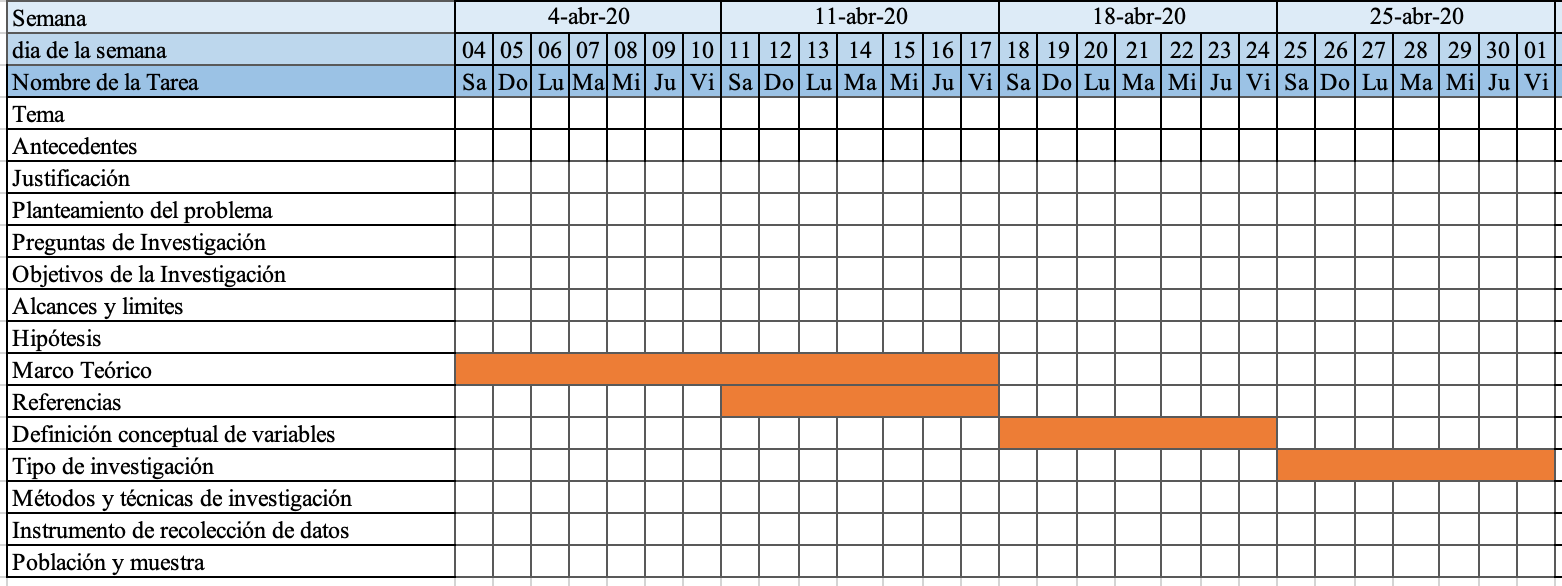 Semana 4-abr-20 11-abr-20 18-abr-20 25-abr-20
dia de la semana 04 05 06 07 08 09 10 11 12 13 14 15 16 17 18 19 20 21 22 23 24 25 26 27 28 29 30 01
Nombre de la Tarea Sa Do Lu Ma Mi Ju Vi Sa Do Lu Ma Mi Ju Vi Sa Do Lu Ma Mi Ju Vi Sa Do Lu Ma Mi Ju Vi
Tema
Antecedentes
Justificación
Planteamiento del problema
Preguntas de Investigación
Objetivos de la Investigación
Alcances y limites
Hipótesis
Marco Teórico
Referencias
Definición conceptual de variables
Tipo de investigación
Métodos y técnicas de investigación
Instrumento de recolección de datos
Población y muestra